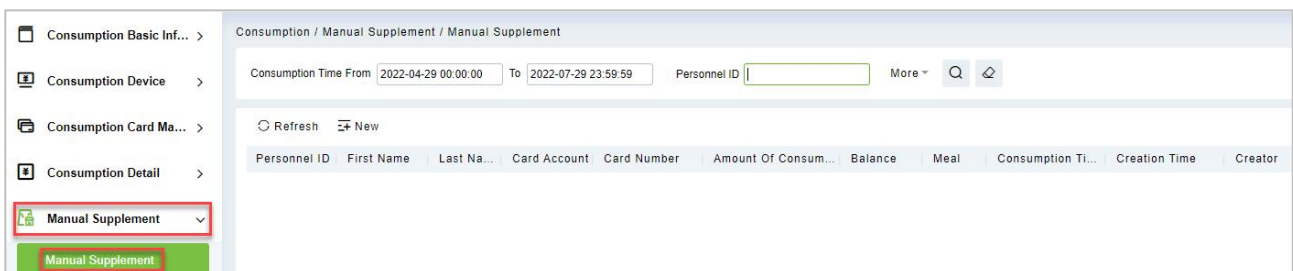 Consumption Basic Inf...
Consumption Device
Consumption Card Ma...
Consumption Detail
Manual Supplement
Manual Supplement
Consumption / Manual Supplement / Manual Supplement
Consumption Time From 2022-04-29 00:00:00 To 2022-07-29 23:59:59 Personnel ID More
Refresh New
Personnel ID First Name Last Na... Card Account Card Number Amount Of Consum... Balance Meal Consumption Ti... Creation Time Creator